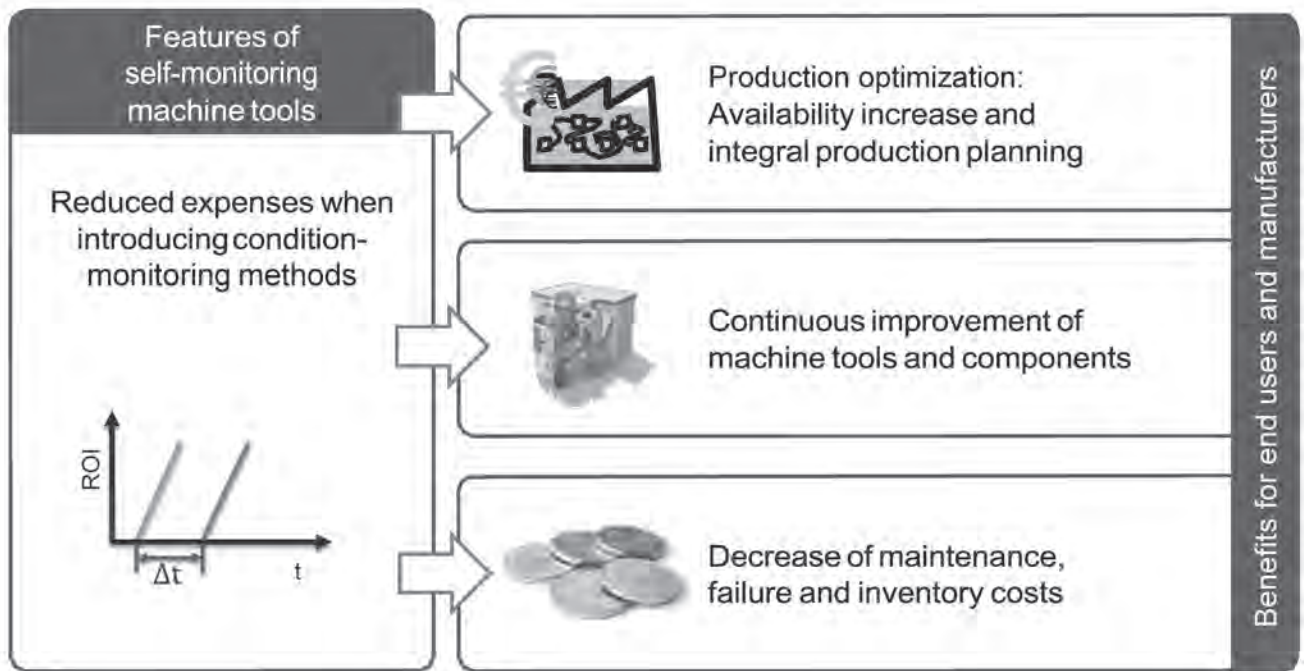 Features of
self-monitoring
machine tools
Reduced expenses when
introducing condition-
monitoring methods
ROI
Δt
t
Production optimization:
Availability increase and
integral production planning
Continuous improvement of
machine tools and components
Decrease of maintenance,
failure and inventory costs
Benefits for end users and manufacturers